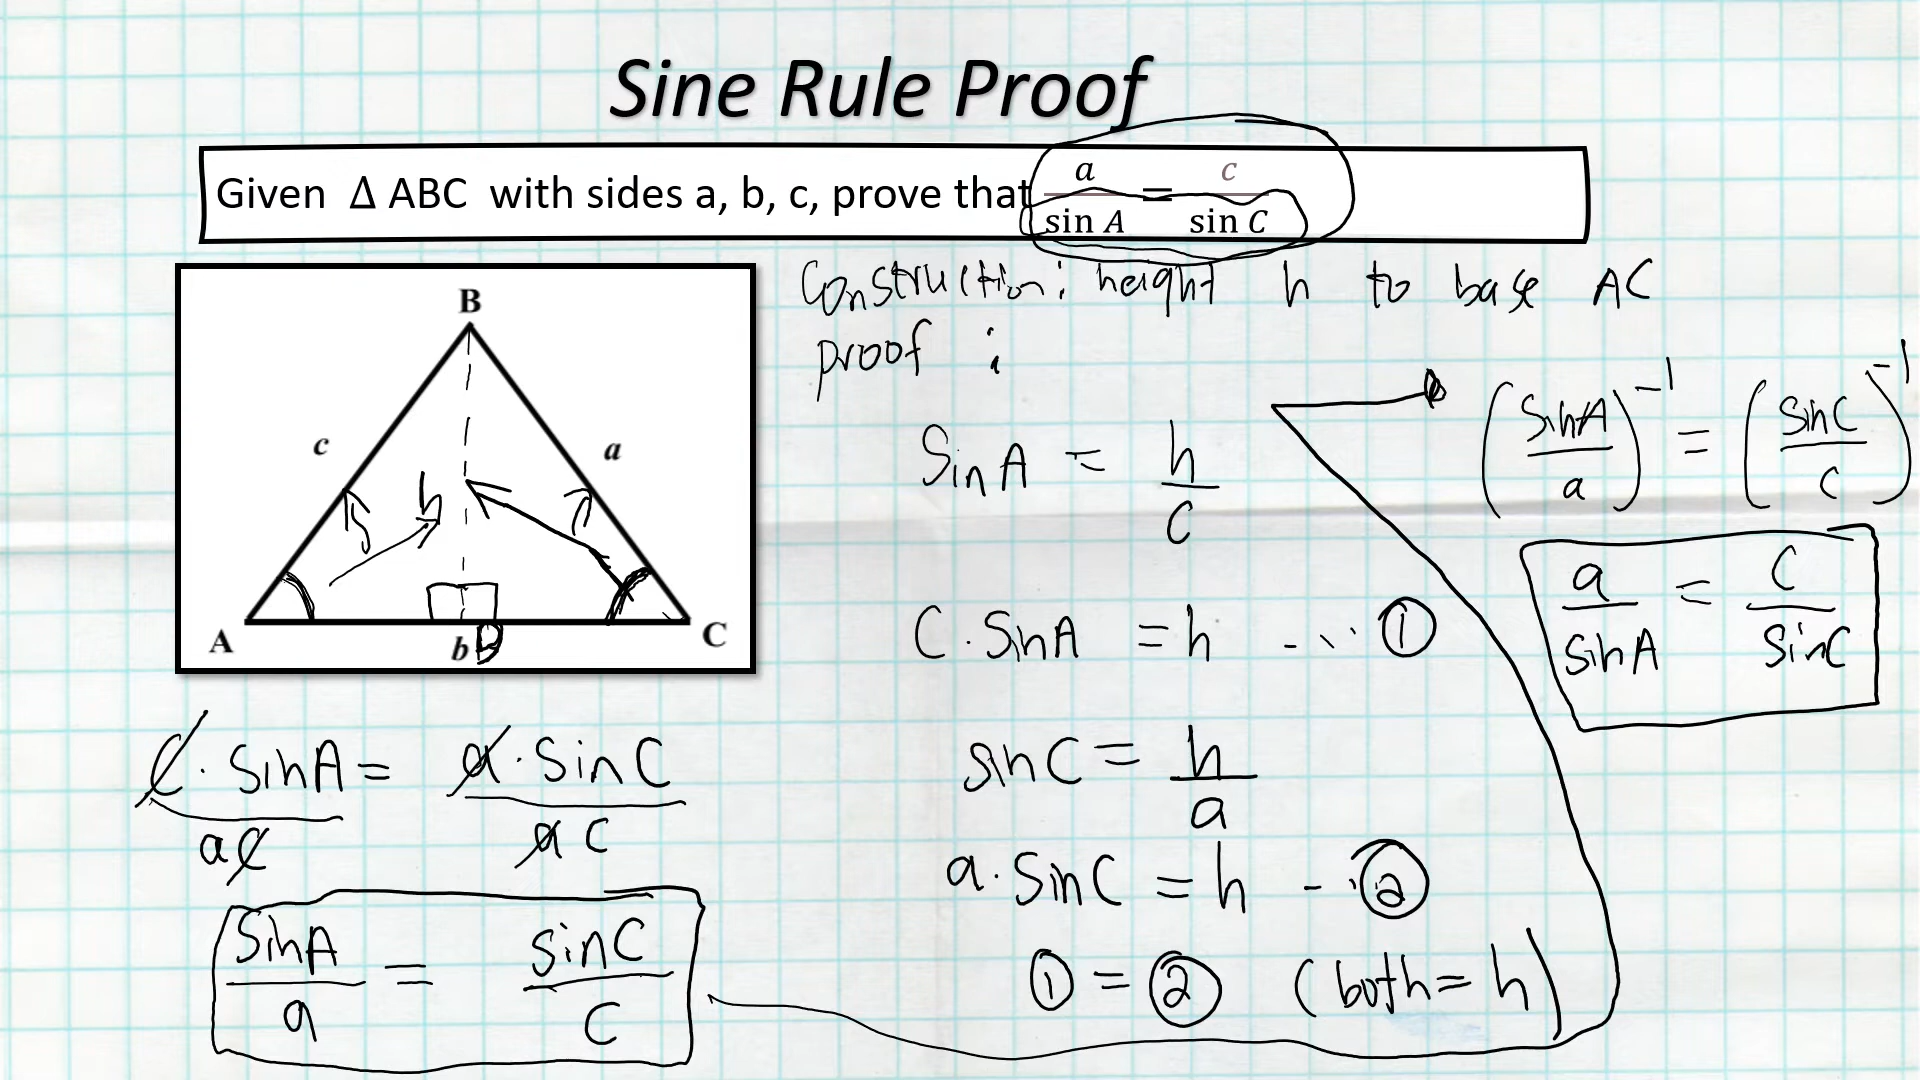 Sine Rule Proof
Given Δ ABC with sides a, b, c, prove that a/sin A = c/sin C
Construction: height h to base AC
proof :
B
c
a
h
A
b
D
C
Sin A = h/c
C · SinA = h --- ①
sinC = h/a
a · SinC = h --- ②
① = ② (both = h)
c · SinA / ac = a · SinC / ac
SinA/a = sinC/c
(SinA/a)⁻¹ = (sinC/c)⁻¹
a/sinA = c/SinC